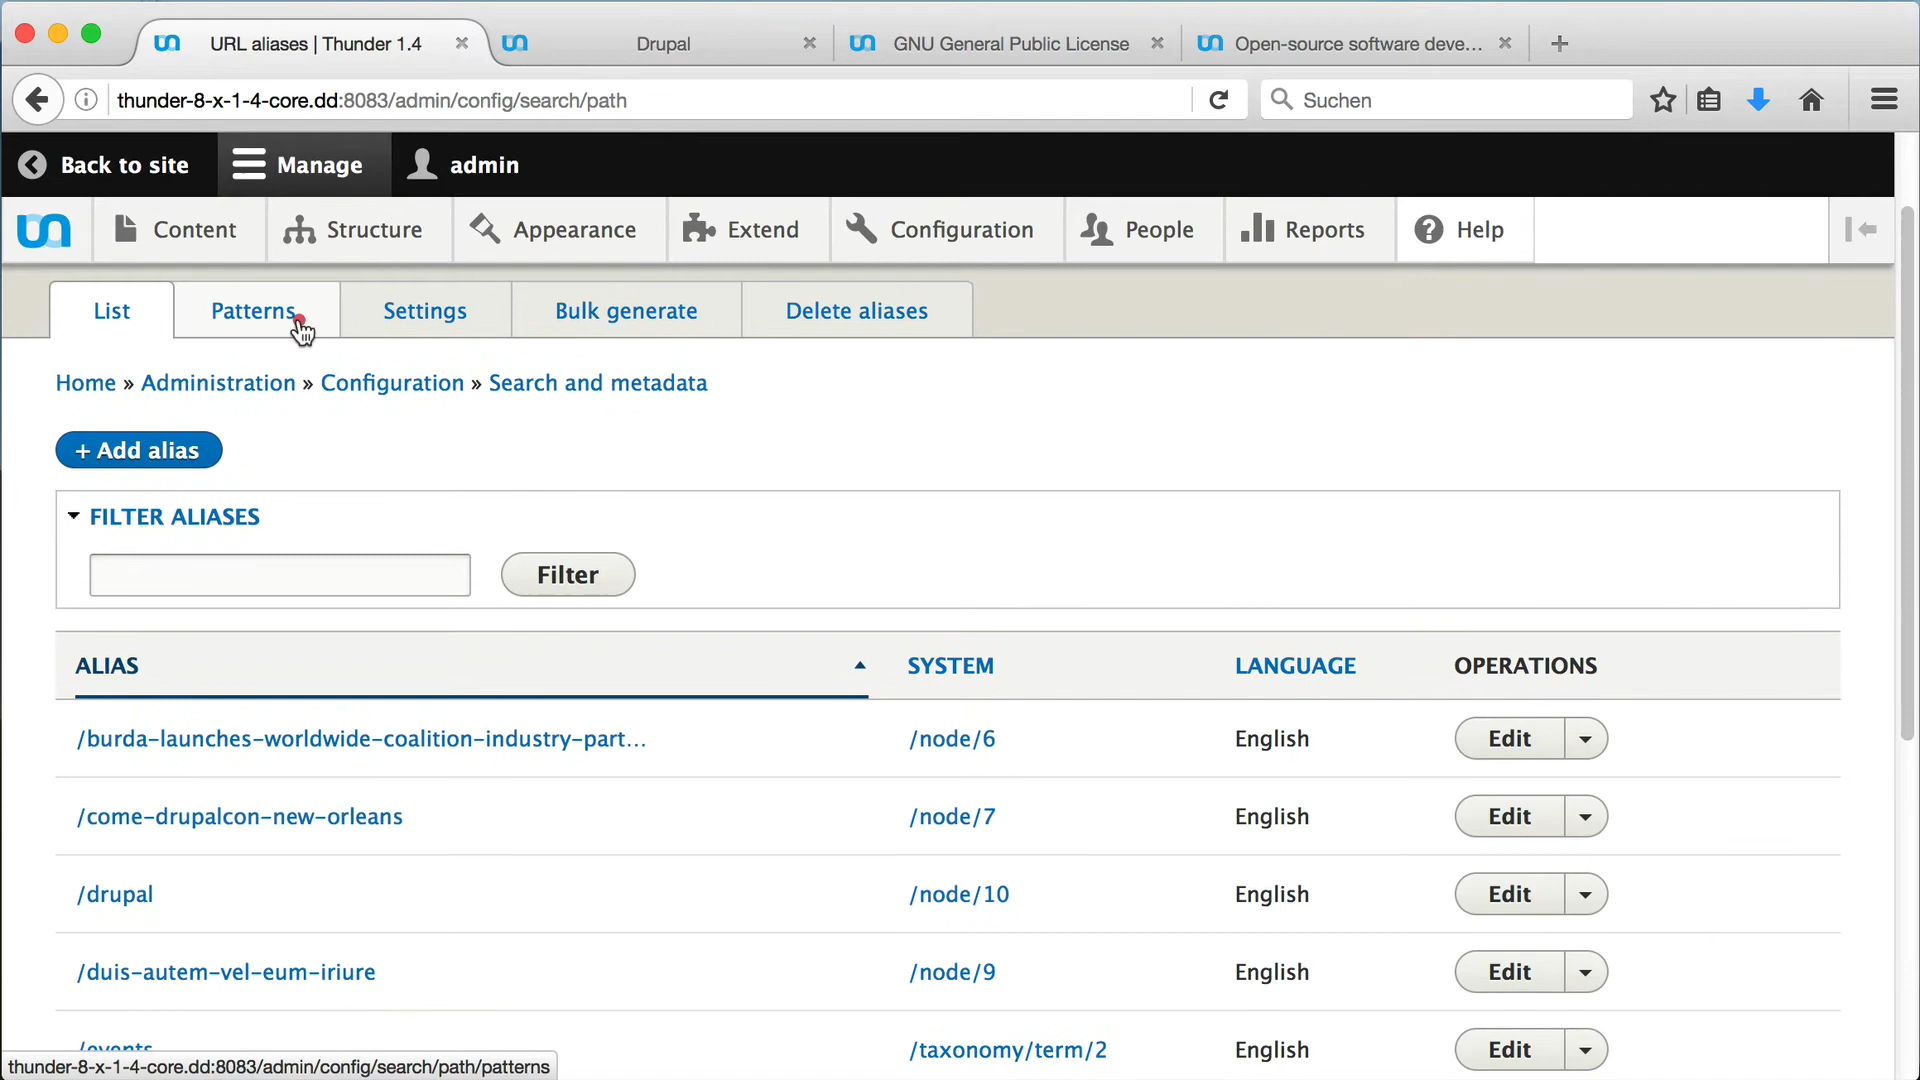 URL aliases | Thunder 1.4
Drupal
GNU General Public License
Open-source software deve...
thunder-8-x-1-4-core.dd:8083/admin/config/search/path
Suchen
Back to site
Manage
admin
Content
Structure
Appearance
Extend
Configuration
People
Reports
Help
List
Patterns
Settings
Bulk generate
Delete aliases
Home » Administration » Configuration » Search and metadata
+ Add alias
FILTER ALIASES
Filter
ALIAS SYSTEM LANGUAGE OPERATIONS
/burda-launches-worldwide-coalition-industry-part... /node/6 English Edit
/come-drupalcon-new-orleans /node/7 English Edit
/drupal /node/10 English Edit
/duis-autem-vel-eum-iriure /node/9 English Edit
/events /taxonomy/term/2 English Edit
thunder-8-x-1-4-core.dd:8083/admin/config/search/path/patterns